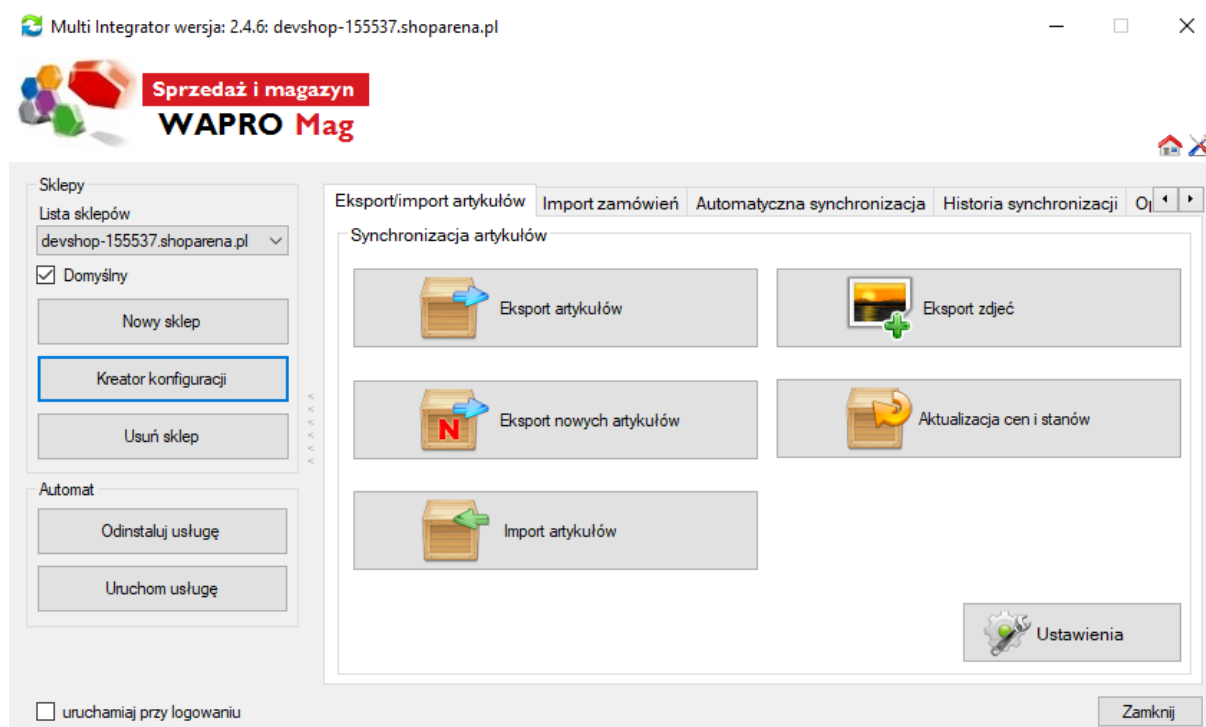 Multi Integrator wersja: 2.4.6: devshop-155537.shoparena.pl
Sprzedaż i magazyn
WAPRO Mag
Sklepy
Lista sklepów
devshop-155537.shoparena.pl
Domyślny
Nowy sklep
Kreator konfiguracji
Usuń sklep
Automat
Odinstaluj usługę
Uruchom usługę
Eksport/import artykułów
Import zamówień
Automatyczna synchronizacja
Historia synchronizacji
Synchronizacja artykułów
Eksport artykułów
Eksport zdjeć
N
Eksport nowych artykułów
Aktualizacja cen i stanów
Import artykułów
Ustawienia
uruchamiaj przy logowaniu
Zamknij